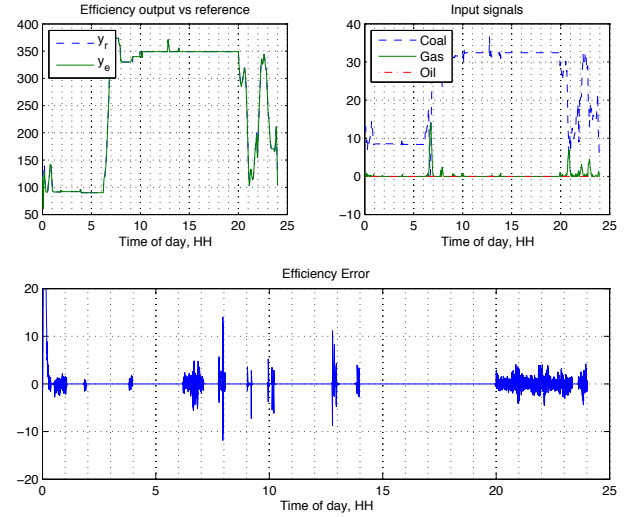 Efficiency output vs reference
400
350
300
250
200
150
100
50
y_r
y_e
0 5 10 15 20 25
Time of day, HH
Input signals
40
30
20
10
0
−10
Coal
Gas
Oil
0 5 10 15 20 25
Time of day, HH
Efficiency Error
20
10
0
−10
−20
0 5 10 15 20 25
Time of day, HH